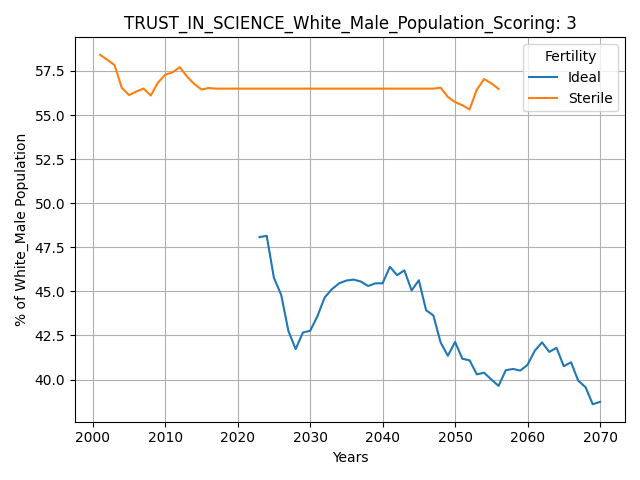 TRUST_IN_SCIENCE_White_Male_Population_Scoring: 3
Fertility
Ideal
Sterile
% of White_Male Population
57.5
55.0
52.5
50.0
47.5
45.0
42.5
40.0
2000 2010 2020 2030 2040 2050 2060 2070
Years